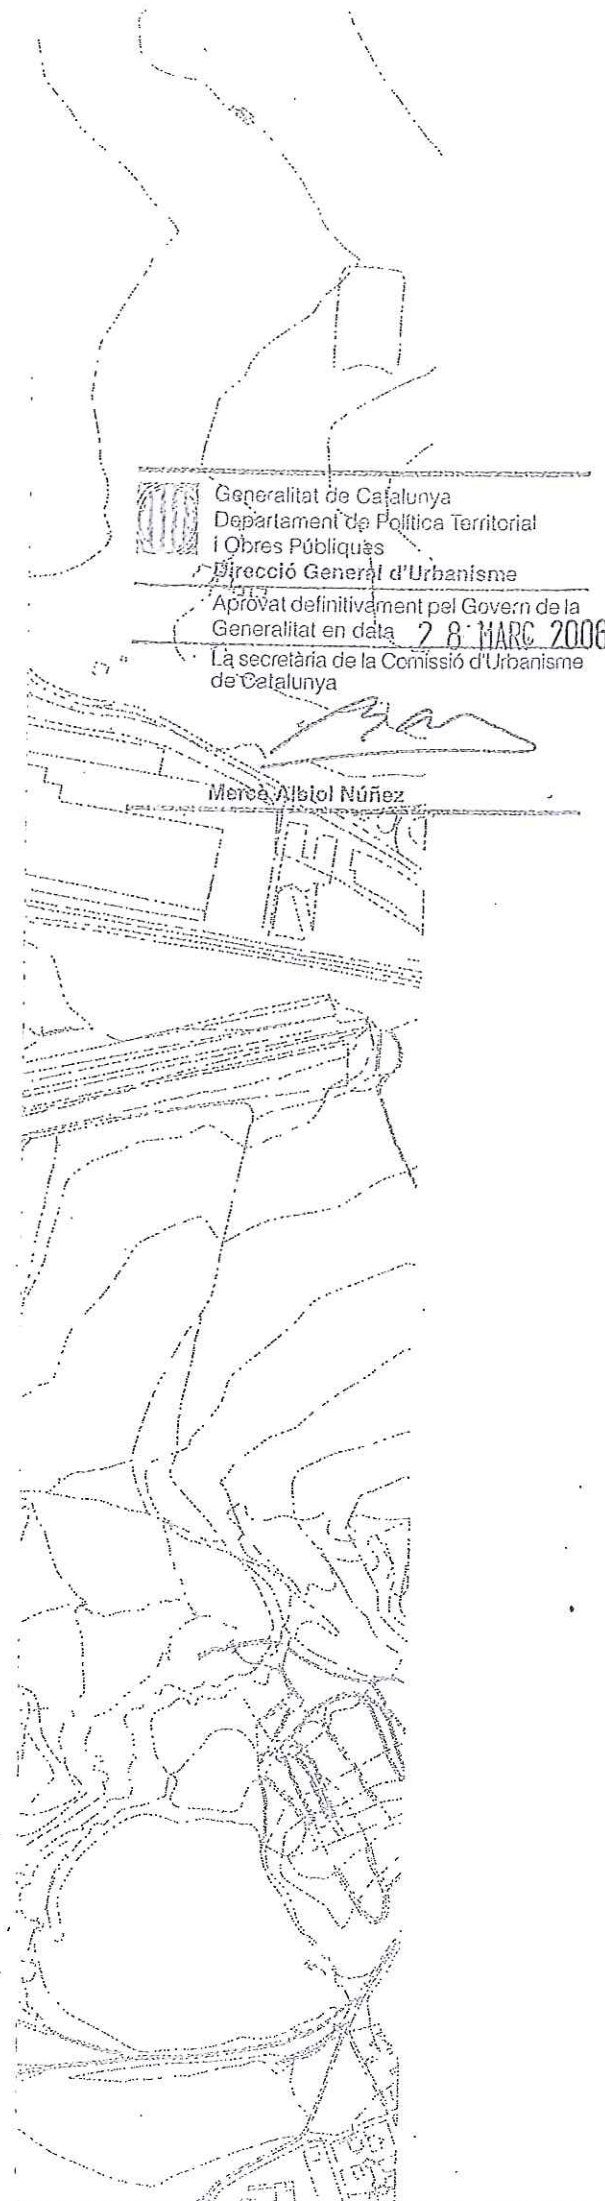 Generalitat de Catalunya
Departament de Política Territorial
i Obres Públiques
Direcció General d'Urbanisme
Aprovat definitivament pel Govern de la
Generalitat en data 28 MARÇ 2006
La secretària de la Comissió d'Urbanisme
de Catalunya
Mercè Albiol Núñez